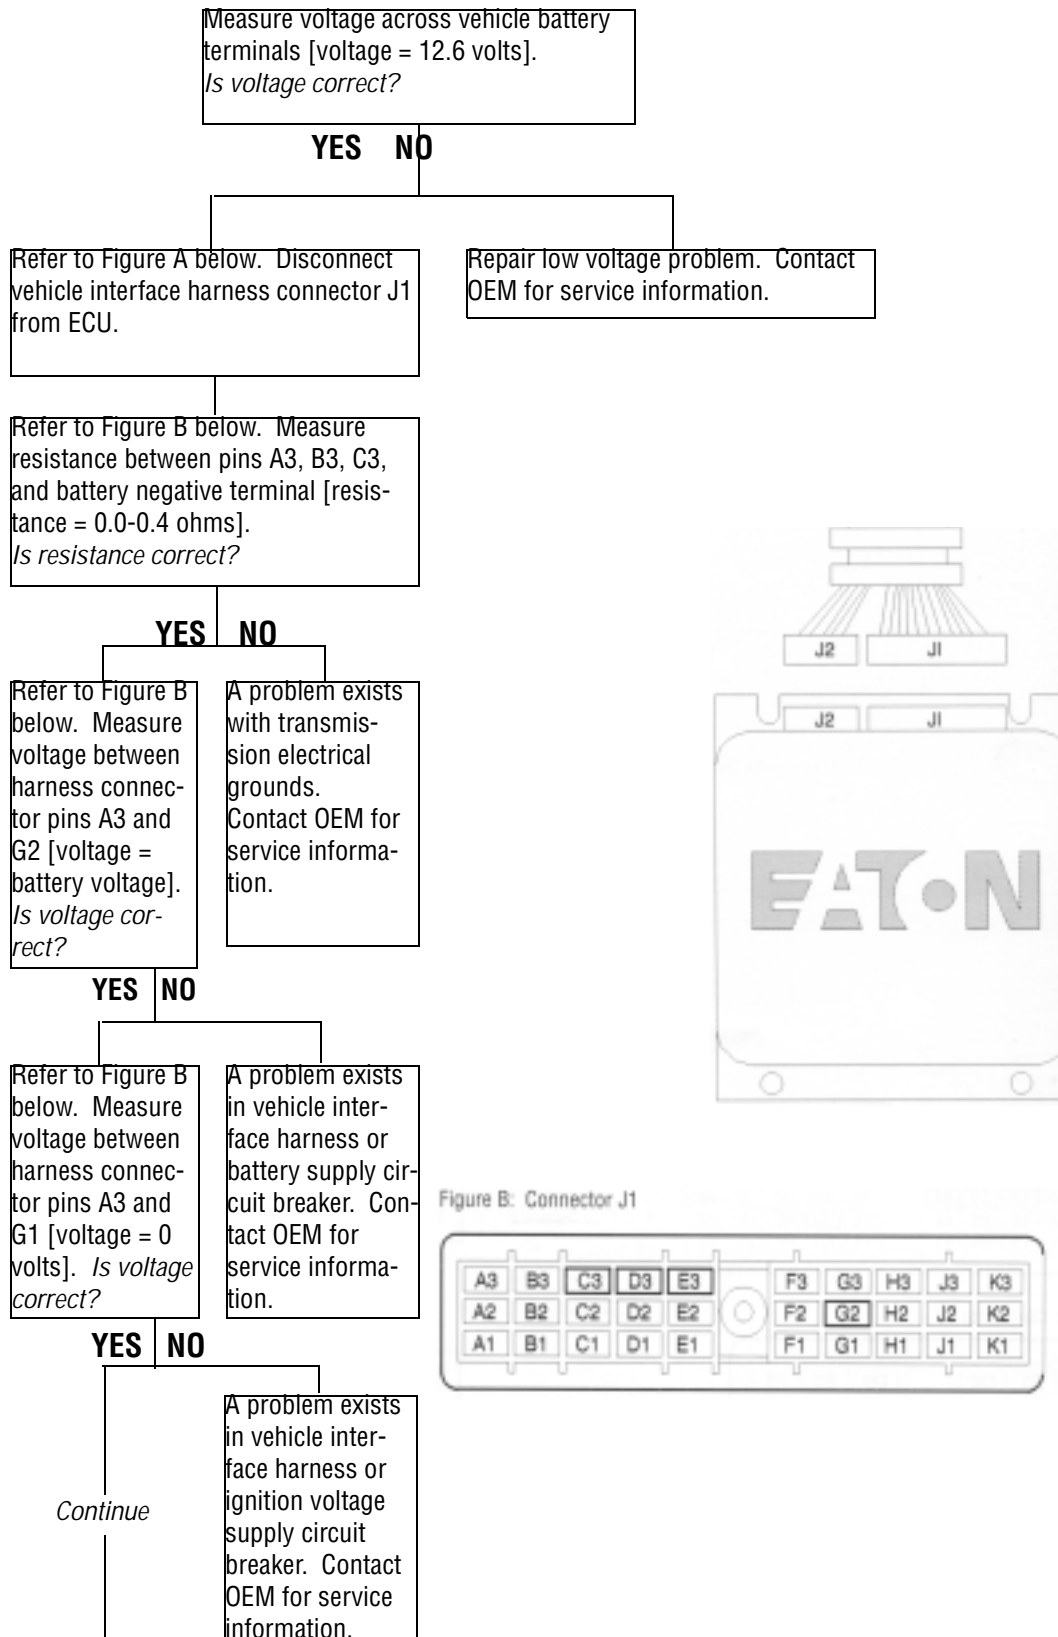 Measure voltage across vehicle battery
terminals [voltage = 12.6 volts].
Is voltage correct?
YES NO
Refer to Figure A below. Disconnect
vehicle interface harness connector J1
from ECU.
Repair low voltage problem. Contact
OEM for service information.
Refer to Figure B below. Measure
resistance between pins A3, B3, C3,
and battery negative terminal [resis-
tance = 0.0-0.4 ohms].
Is resistance correct?
YES NO
Refer to Figure B
below. Measure
voltage between
harness connec-
tor pins A3 and
G2 [voltage =
battery voltage].
Is voltage cor-
rect?
A problem exists
with transmis-
sion electrical
grounds.
Contact OEM for
service informa-
tion.
YES NO
Refer to Figure B
below. Measure
voltage between
harness connec-
tor pins A3 and
G1 [voltage = 0
volts]. Is voltage
correct?
A problem exists
in vehicle inter-
face harness or
battery supply cir-
cuit breaker. Con-
tact OEM for
service informa-
tion.
YES NO
Continue
A problem exists
in vehicle inter-
face harness or
ignition voltage
supply circuit
breaker. Contact
OEM for service
information.
J2 J1
J2 J1
EATON
Figure B: Connector J1
A3 B3 C3 D3 E3 F3 G3 H3 J3 K3
A2 B2 C2 D2 E2 F2 G2 H2 J2 K2
A1 B1 C1 D1 E1 F1 G1 H1 J1 K1